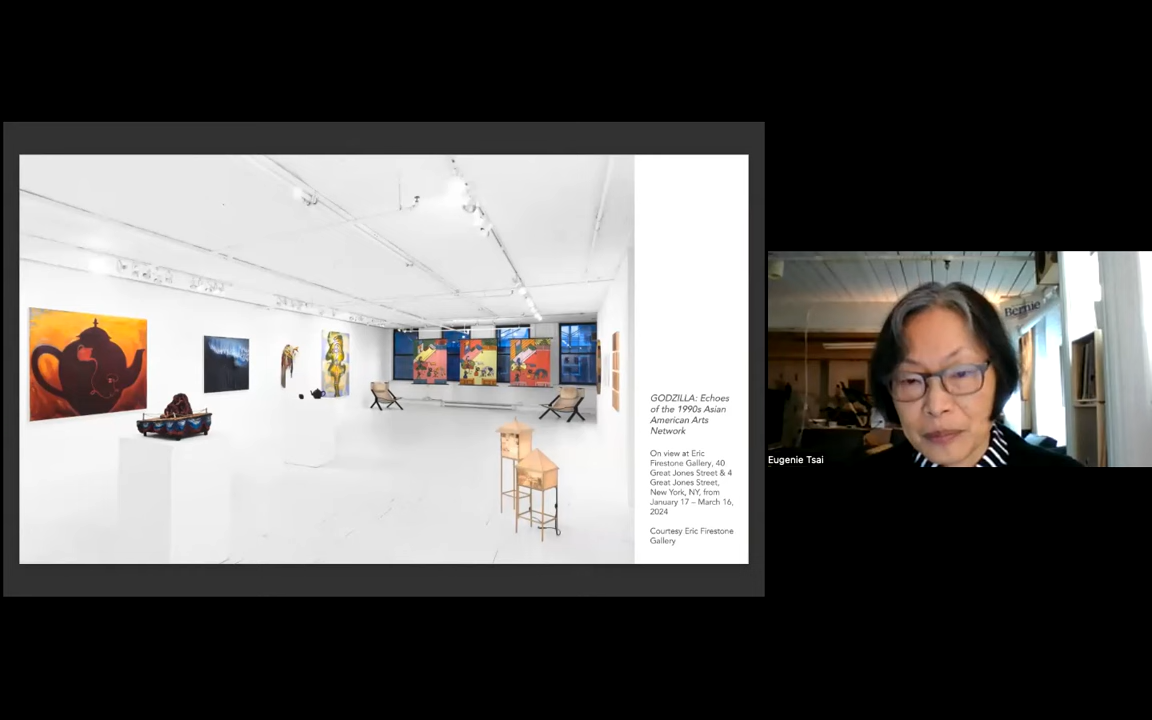 GODZILLA: Echoes
of the 1990s Asian
American Arts
Network
On view at Eric
Firestone Gallery, 40
Great Jones Street & 4
Great Jones Street,
New York, NY, from
January 17 – March 16,
2024
Courtesy Eric Firestone
Gallery
Bernie
Eugenie Tsai